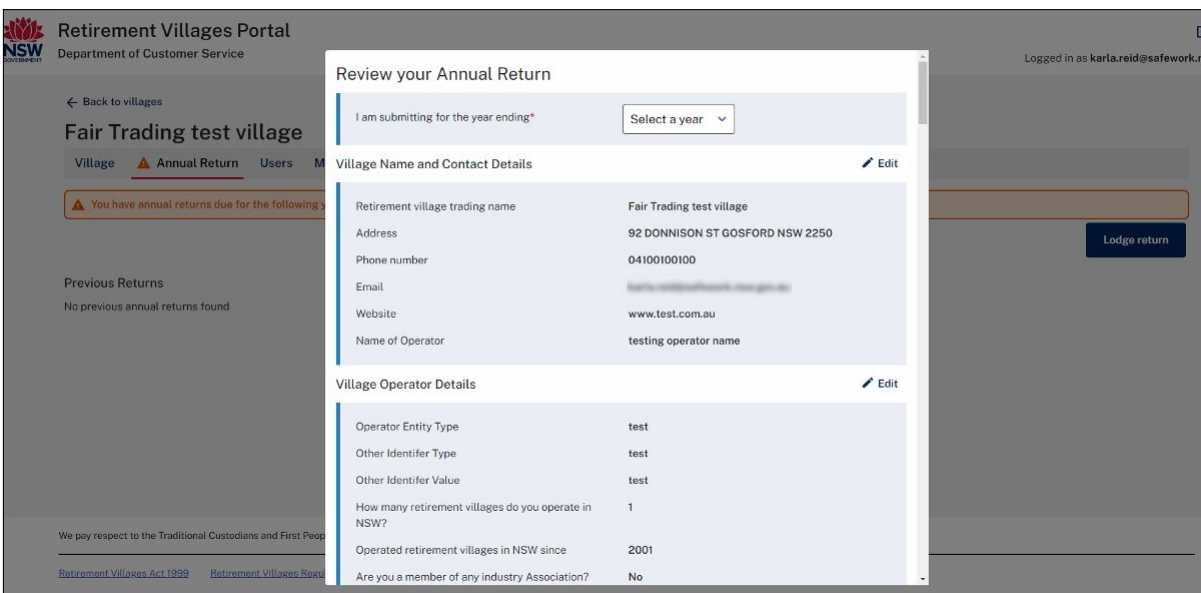 Retirement Villages Portal
NSW
GOVERNMENT
Department of Customer Service
Logged in as karla.reid@safework.n
← Back to villages
Fair Trading test village
Village Annual Return Users M
You have annual returns due for the following y
Lodge return
Previous Returns
No previous annual returns found
Review your Annual Return
I am submitting for the year ending* Select a year
Village Name and Contact Details Edit
Retirement village trading name Fair Trading test village
Address 92 DONNISON ST GOSFORD NSW 2250
Phone number 04100100100
Email
Website www.test.com.au
Name of Operator testing operator name
Village Operator Details Edit
Operator Entity Type test
Other Identifer Type test
Other Identifer Value test
How many retirement villages do you operate in 1
NSW?
Operated retirement villages in NSW since 2001
Are you a member of any industry Association? No
We pay respect to the Traditional Custodians and First Peop
Retirement Villages Act 1999 Retirement Villages Regul